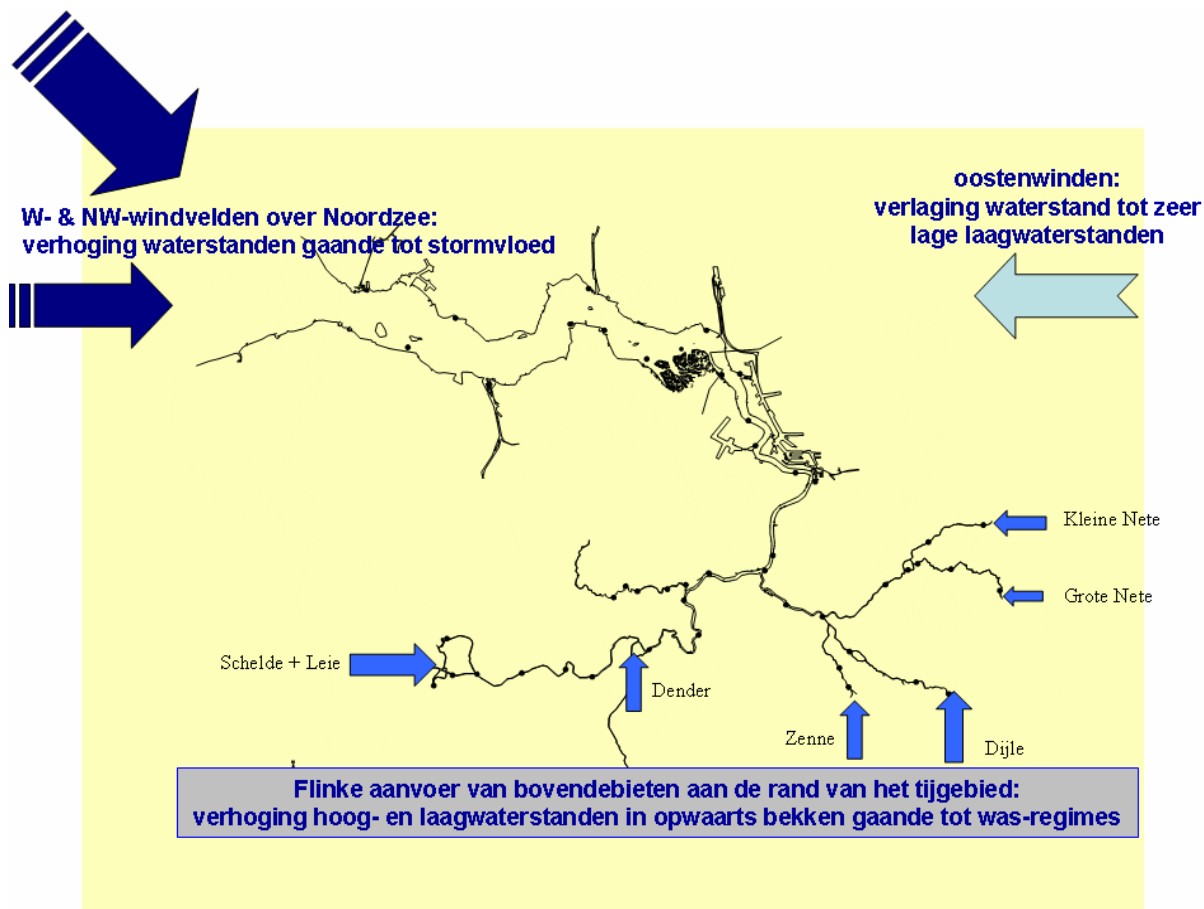 W- & NW-windvelden over Noordzee:
verhoging waterstanden gaande tot stormvloed
oostenwinden:
verlaging waterstand tot zeer
lage laagwaterstanden
Kleine Nete
Grote Nete
Schelde + Leie
Dender
Zenne
Dijle
Flinke aanvoer van bovendebieten aan de rand van het tijgebied:
verhoging hoog- en laagwaterstanden in opwaarts bekken gaande tot was-regimes